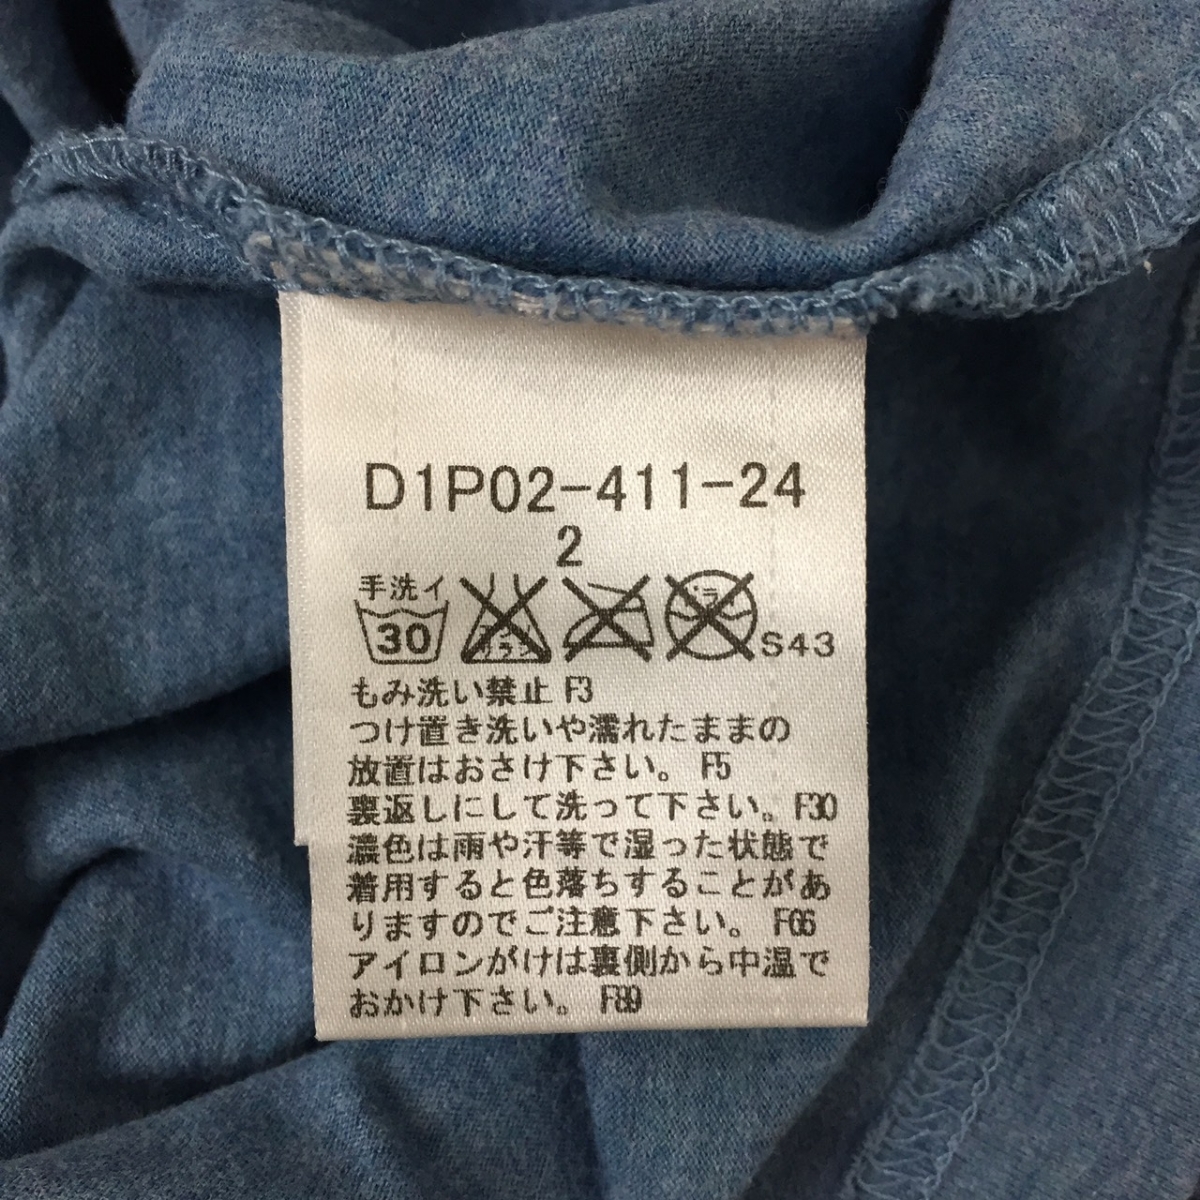 D1P02-411-24
2
手洗イ
30
S43
もみ洗い禁止 F3
つけ置き洗いや濡れたままの
放置はおさけ下さい。 F5
裏返しにして洗って下さい。F30
濃色は雨や汗等で湿った状態で
着用すると色落ちすることがあ
りますのでご注意下さい。 F66
アイロンがけは裏側から中温で
おかけ下さい。 F89